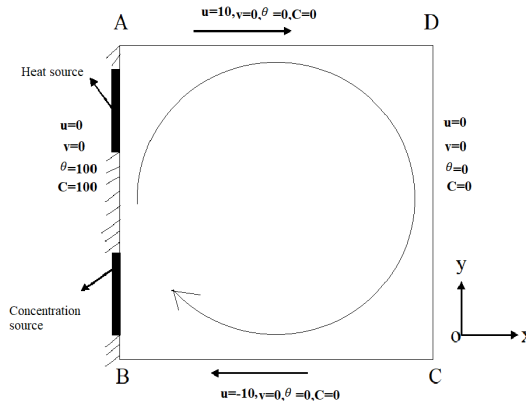 A
u=10,v=0,θ=0,C=0
D
Heat source
u=0
v=0
θ=100
C=100
u=0
v=0
θ=0
C=0
Concentration
source
y
o
x
B
u=-10,v=0,θ=0,C=0
C